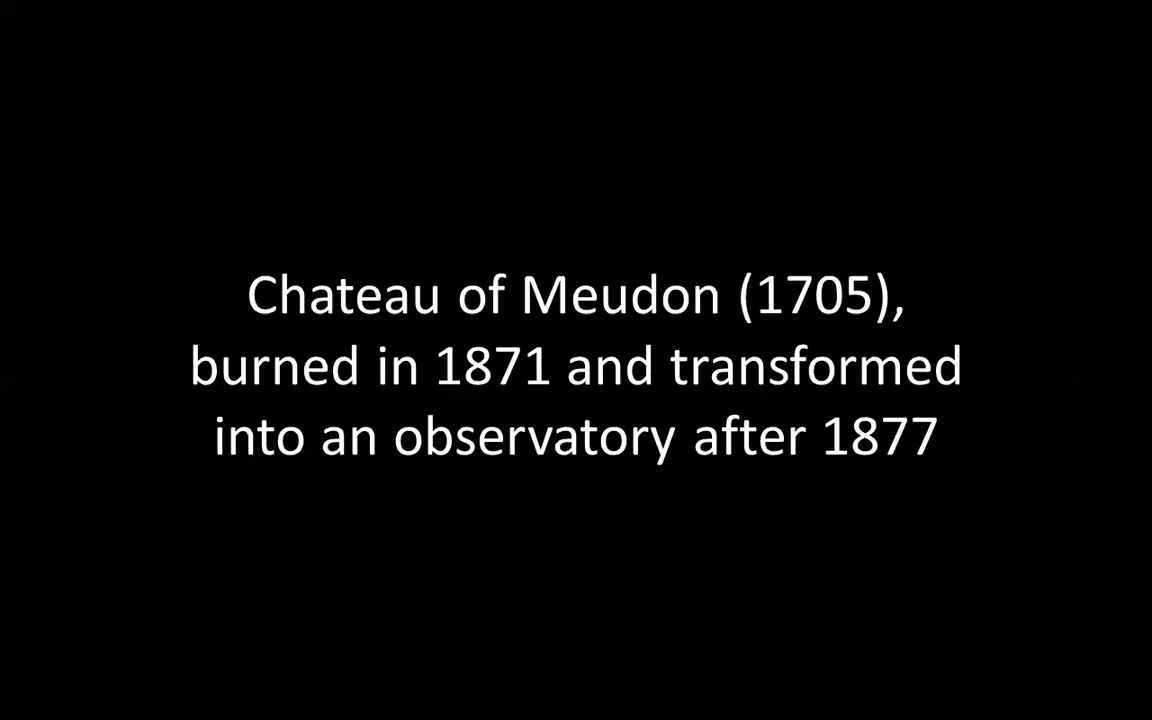 Chateau of Meudon (1705),
burned in 1871 and transformed
into an observatory after 1877